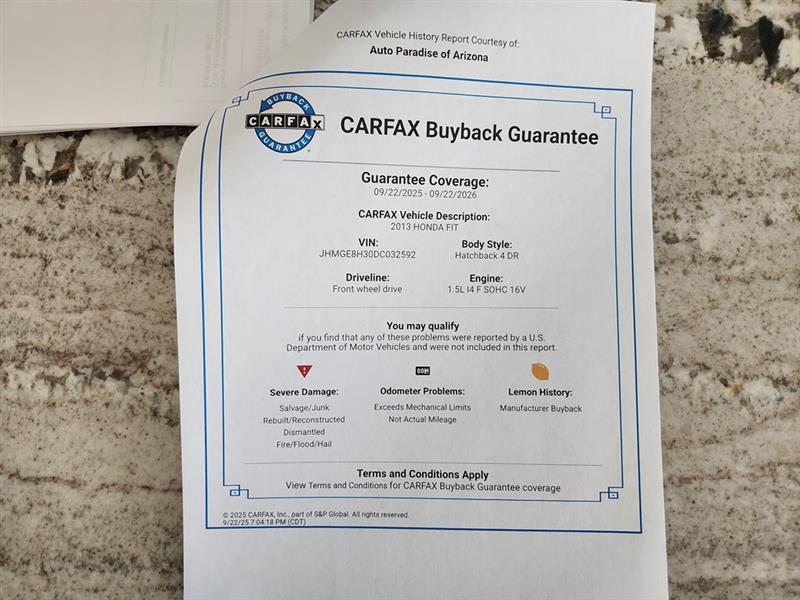 CARFAX Vehicle History Report Courtesy of:
Auto Paradise of Arizona
BUYBACK
CARFAX
GUARANTEE
CARFAX Buyback Guarantee
Guarantee Coverage:
09/22/2025 - 09/22/2026
CARFAX Vehicle Description:
2013 HONDA FIT
VIN:
JHMGE8H30DC032592
Body Style:
Hatchback 4 DR
Driveline:
Front wheel drive
Engine:
1.5L I4 F SOHC 16V
You may qualify
if you find that any of these problems were reported by a U.S.
Department of Motor Vehicles and were not included in this report.
Severe Damage:
Salvage/Junk
Rebuilt/Reconstructed
Dismantled
Fire/Flood/Hail
Odometer Problems:
Exceeds Mechanical Limits
Not Actual Mileage
Lemon History:
Manufacturer Buyback
Terms and Conditions Apply
View Terms and Conditions for CARFAX Buyback Guarantee coverage
© 2025 CARFAX, Inc., part of S&P Global. All rights reserved.
9/22/25 7:04:18 PM (CDT)